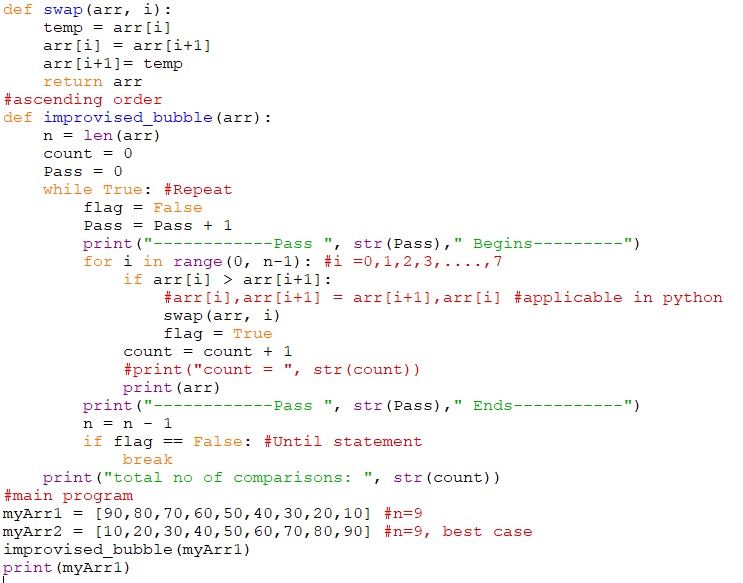 def swap(arr, i):
    temp = arr[i]
    arr[i] = arr[i+1]
    arr[i+1]= temp
    return arr
#ascending order
def improvised_bubble(arr):
    n = len(arr)
    count = 0
    Pass = 0
    while True: #Repeat
        flag = False
        Pass = Pass + 1
        print("------------Pass ", str(Pass)," Begins---------")
        for i in range(0, n-1): #i =0,1,2,3,....,7
            if arr[i] > arr[i+1]:
                #arr[i],arr[i+1] = arr[i+1],arr[i] #applicable in python
                swap(arr, i)
                flag = True
            count = count + 1
            #print("count = ", str(count))
            print(arr)
        print("------------Pass ", str(Pass)," Ends-----------")
        n = n - 1
        if flag == False: #Until statement
            break
    print("total no of comparisons: ", str(count))
#main program
myArr1 = [90,80,70,60,50,40,30,20,10] #n=9
myArr2 = [10,20,30,40,50,60,70,80,90] #n=9, best case
improvised_bubble(myArr1)
print(myArr1)